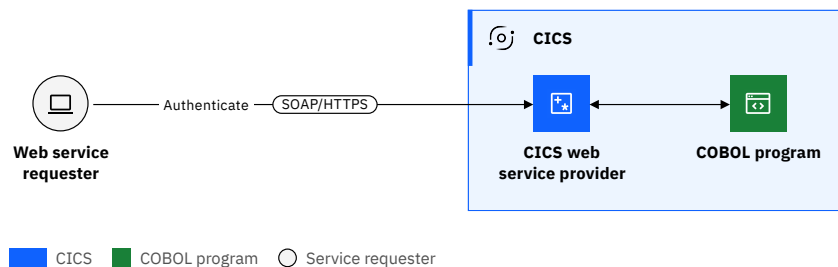 CICS
Authenticate
SOAP/HTTPS
Web service
requester
CICS web
service provider
COBOL program
CICS
COBOL program
Service requester